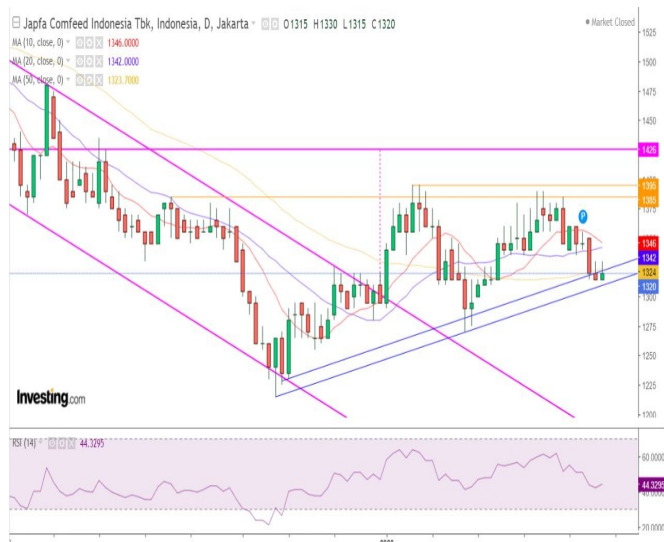 Japfa Comfeed Indonesia Tbk, Indonesia, D, Jakarta O1315 H1330 L1315 C1320
Market Closed
MA (10, close, 0) 1346.0000
MA (20, close, 0) 1342.0000
MA (50, close, 0) 1323.7000
1525
1500
1475
1450
1426
1395
1385
1346
1342
1324
1320
1300
1275
1250
1225
1200
P
Investing.com
RSI (14) 44.3295
60.0000
44.3295